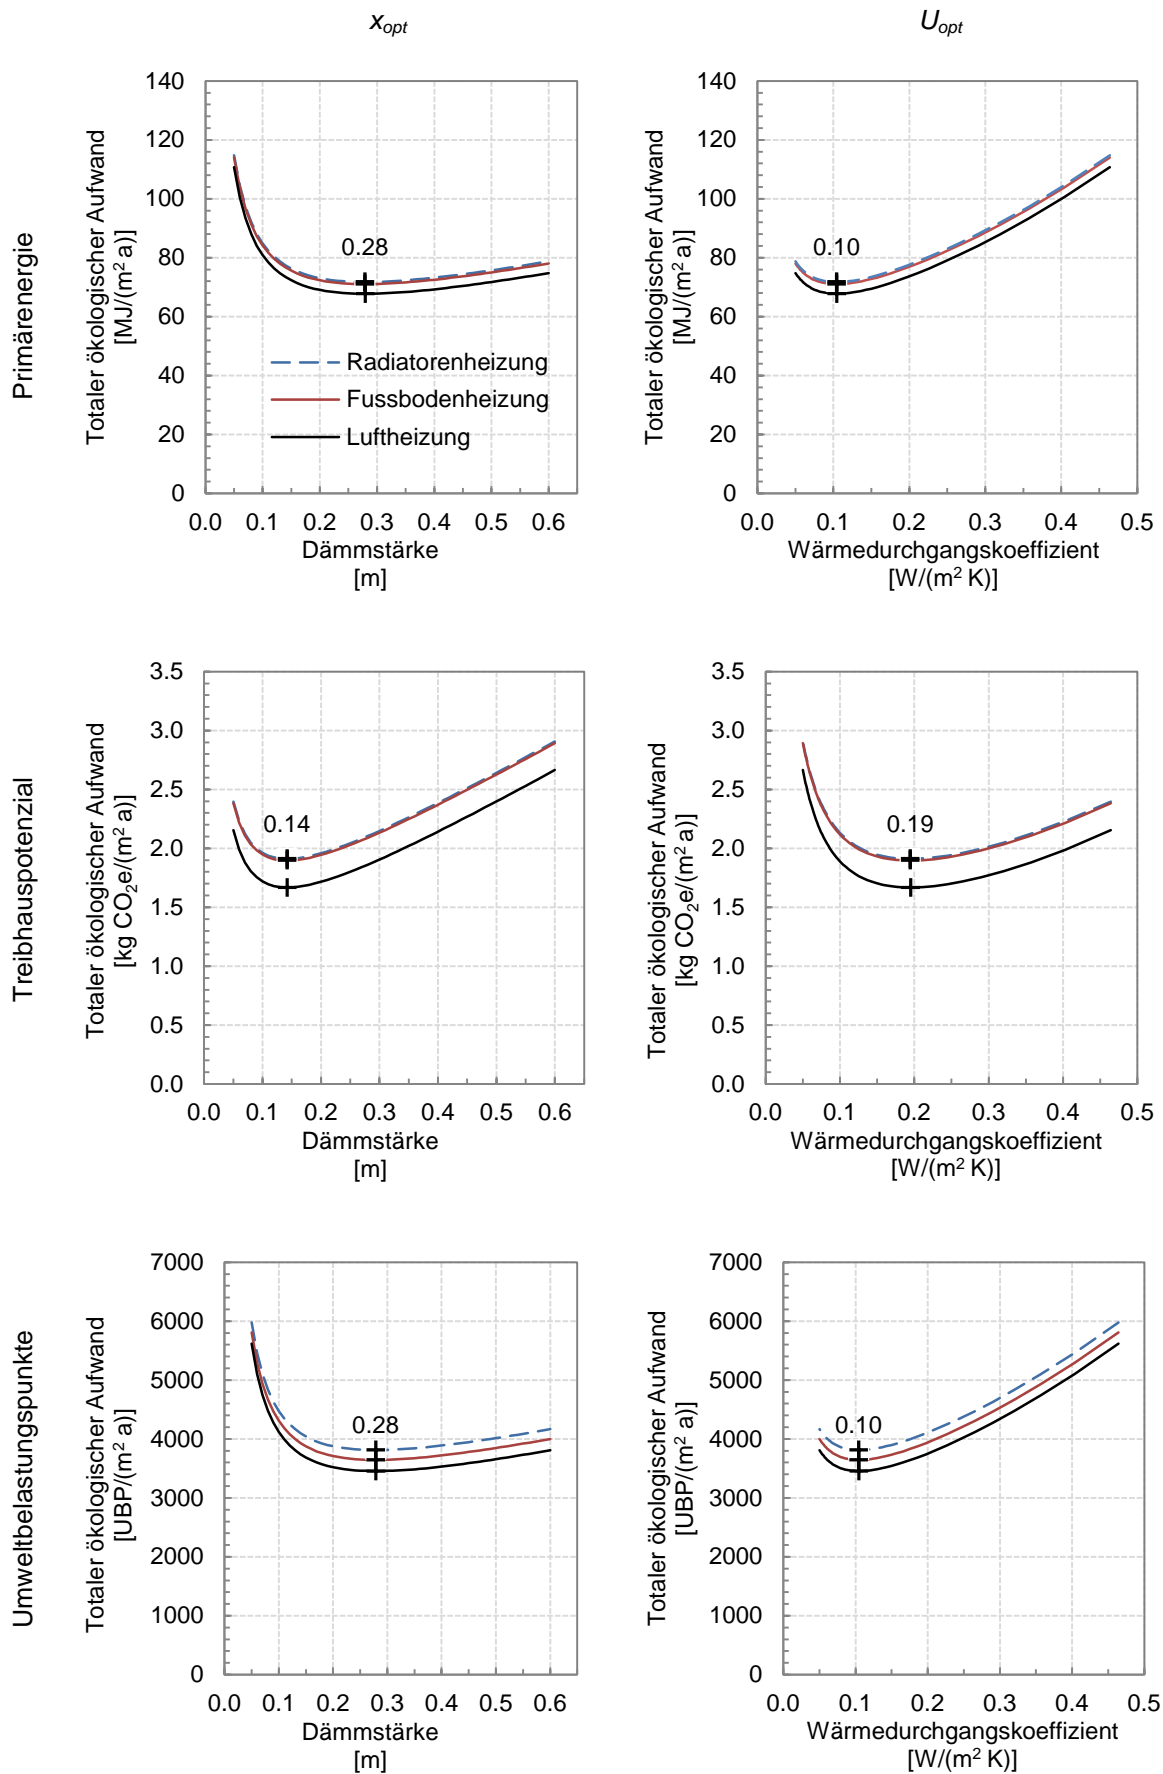 x_opt
U_opt
Primärenergie
Totaler ökologischer Aufwand
[MJ/(m² a)]
140
120
100
80
60
40
20
0
0.28
Radiatorenheizung
Fussbodenheizung
Luftheizung
0.0 0.1 0.2 0.3 0.4 0.5 0.6
Dämmstärke
[m]
Totaler ökologischer Aufwand
[MJ/(m² a)]
140
120
100
80
60
40
20
0
0.10
0.0 0.1 0.2 0.3 0.4 0.5
Wärmedurchgangskoeffizient
[W/(m² K)]
Treibhauspotenzial
Totaler ökologischer Aufwand
[kg CO₂e/(m² a)]
3.5
3.0
2.5
2.0
1.5
1.0
0.5
0.0
0.14
0.0 0.1 0.2 0.3 0.4 0.5 0.6
Dämmstärke
[m]
Totaler ökologischer Aufwand
[kg CO₂e/(m² a)]
3.5
3.0
2.5
2.0
1.5
1.0
0.5
0.0
0.19
0.0 0.1 0.2 0.3 0.4 0.5
Wärmedurchgangskoeffizient
[W/(m² K)]
Umweltbelastungspunkte
Totaler ökologischer Aufwand
[UBP/(m² a)]
7000
6000
5000
4000
3000
2000
1000
0
0.28
0.0 0.1 0.2 0.3 0.4 0.5 0.6
Dämmstärke
[m]
Totaler ökologischer Aufwand
[UBP/(m² a)]
7000
6000
5000
4000
3000
2000
1000
0
0.10
0.0 0.1 0.2 0.3 0.4 0.5
Wärmedurchgangskoeffizient
[W/(m² K)]